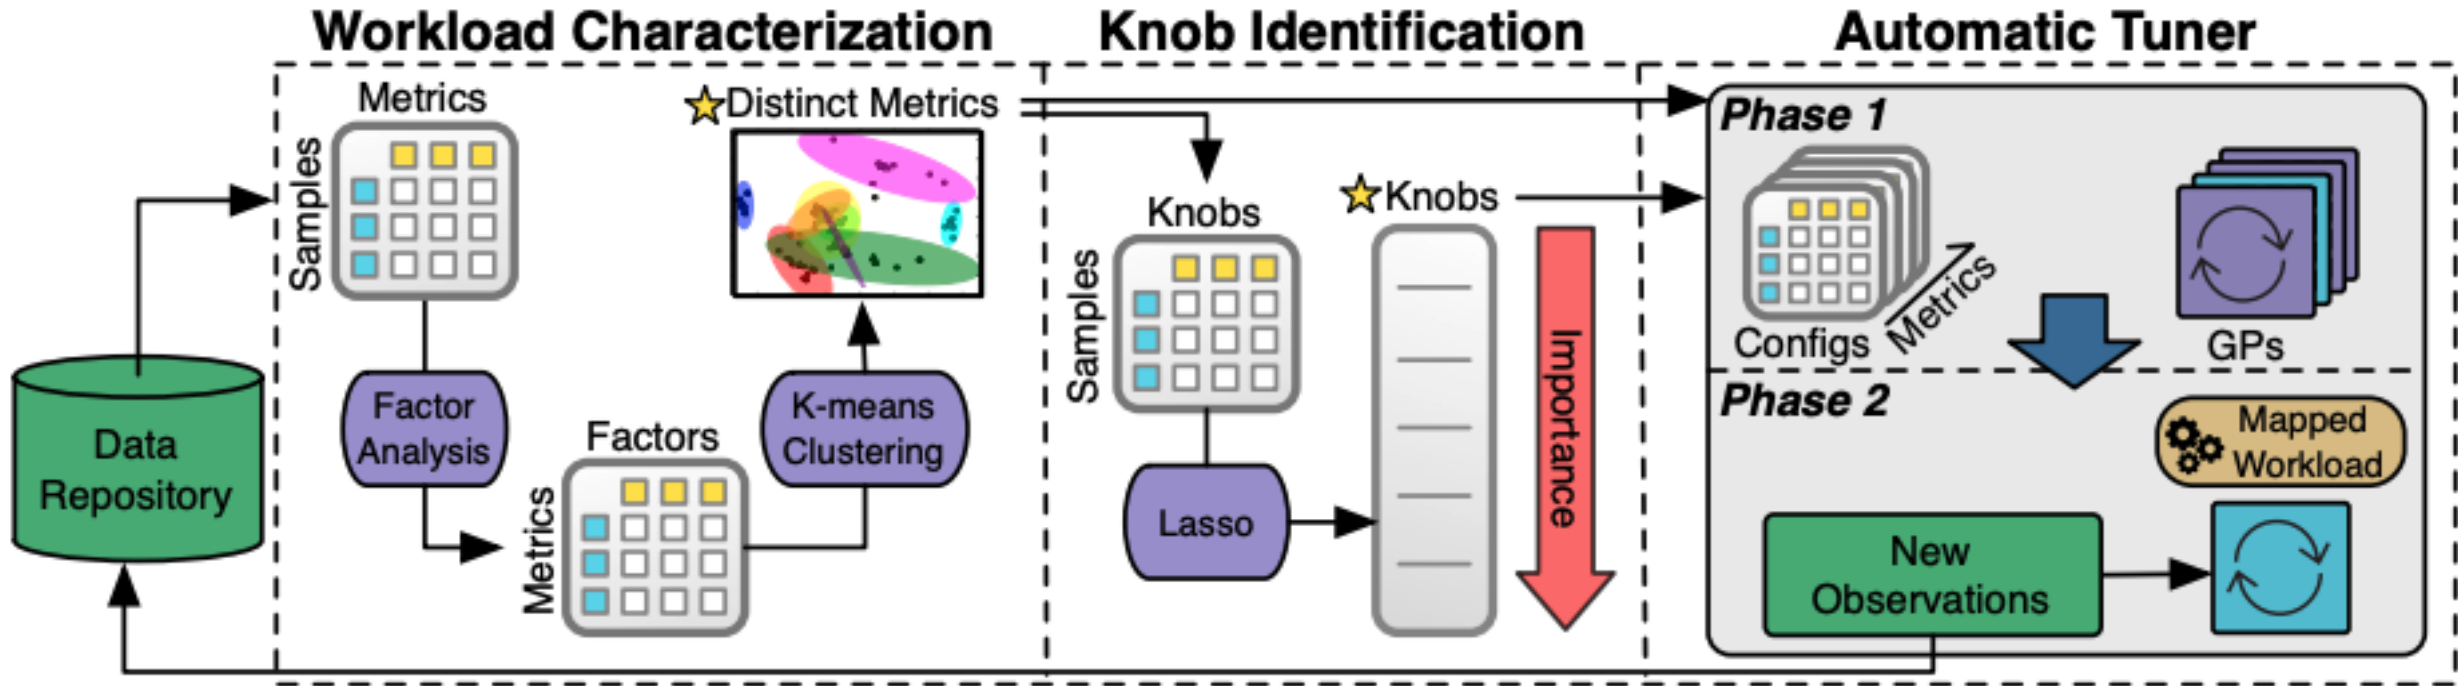 Workload Characterization
Knob Identification
Automatic Tuner
Metrics
Samples
Distinct Metrics
Factor
Analysis
Factors
Metrics
K-means
Clustering
Data
Repository
Knobs
Samples
Lasso
Knobs
Importance
Phase 1
Configs
Metrics
GPs
Phase 2
Mapped
Workload
New
Observations